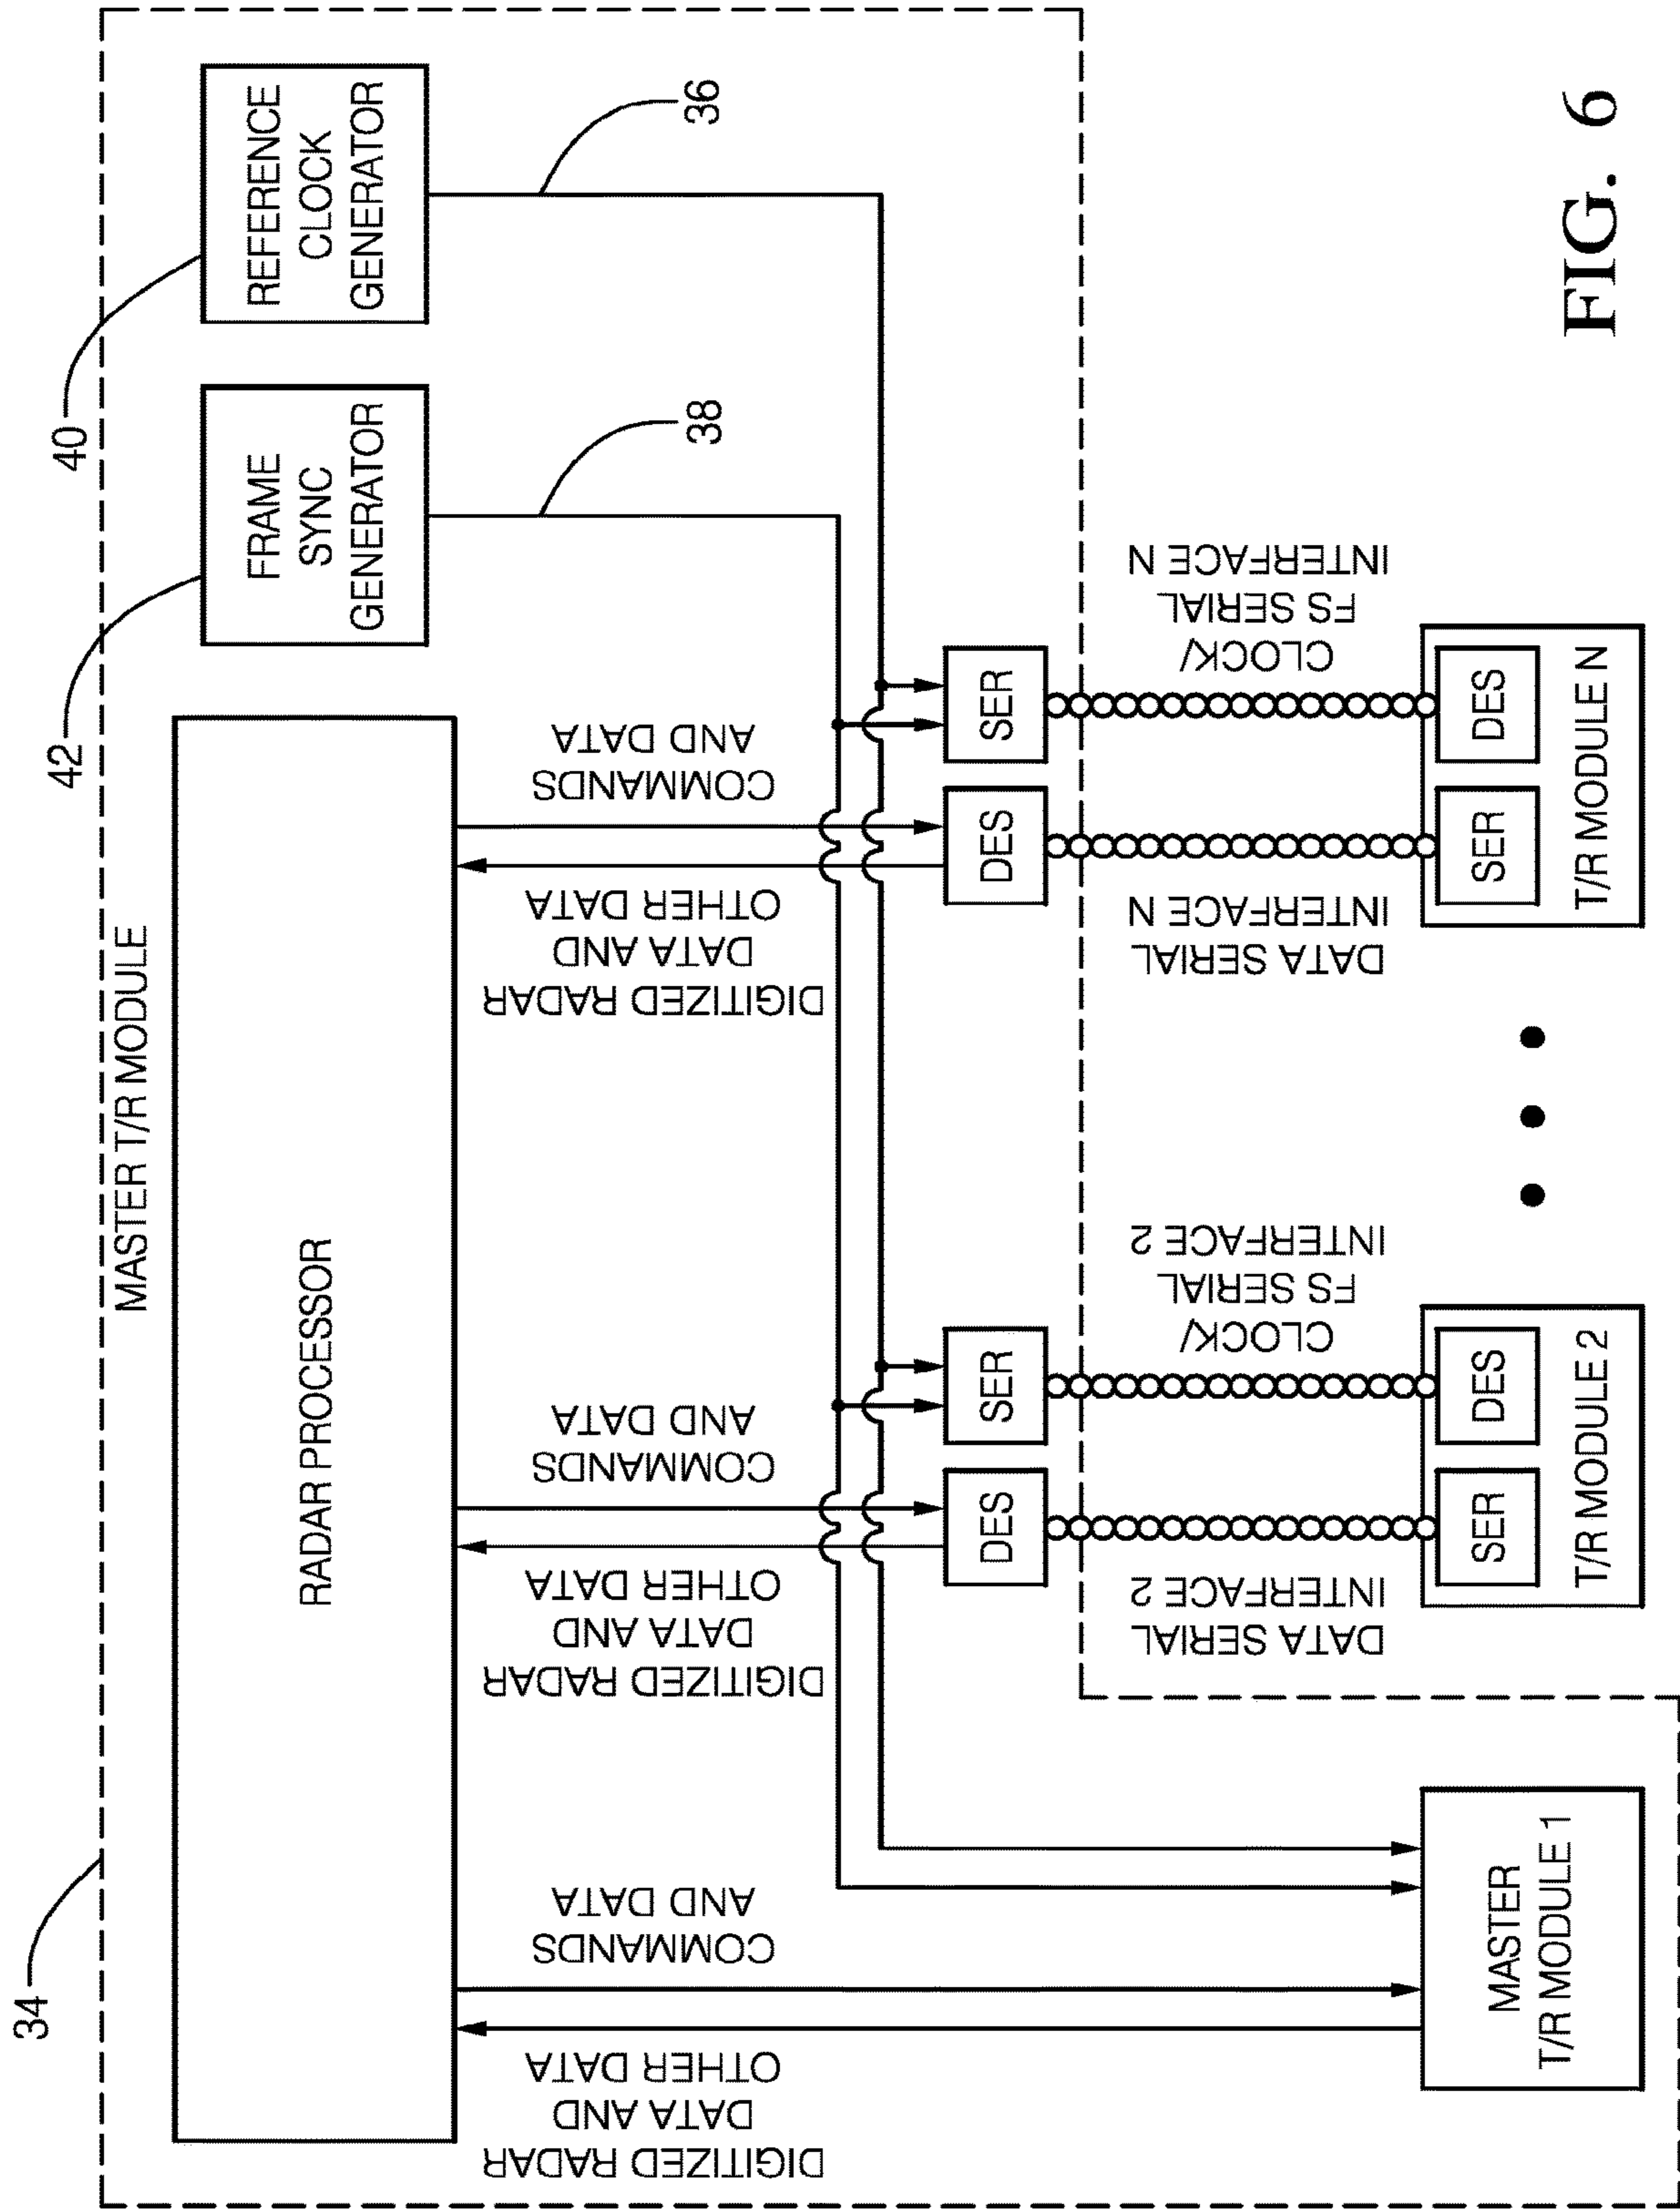 34
MASTER T/R MODULE
42
40
RADAR PROCESSOR
FRAME
SYNC
GENERATOR
REFERENCE
CLOCK
GENERATOR
38
36
DIGITIZED RADAR
DATA AND
OTHER DATA
COMMANDS
AND DATA
DIGITIZED RADAR
DATA AND
OTHER DATA
COMMANDS
AND DATA
DIGITIZED RADAR
DATA AND
OTHER DATA
COMMANDS
AND DATA
DES
SER
DES
SER
DATA SERIAL
INTERFACE 2
CLOCK/
FS SERIAL
INTERFACE 2
DATA SERIAL
INTERFACE N
CLOCK/
FS SERIAL
INTERFACE N
MASTER
T/R MODULE 1
SER
DES
T/R MODULE 2
SER
DES
T/R MODULE N
FIG. 6